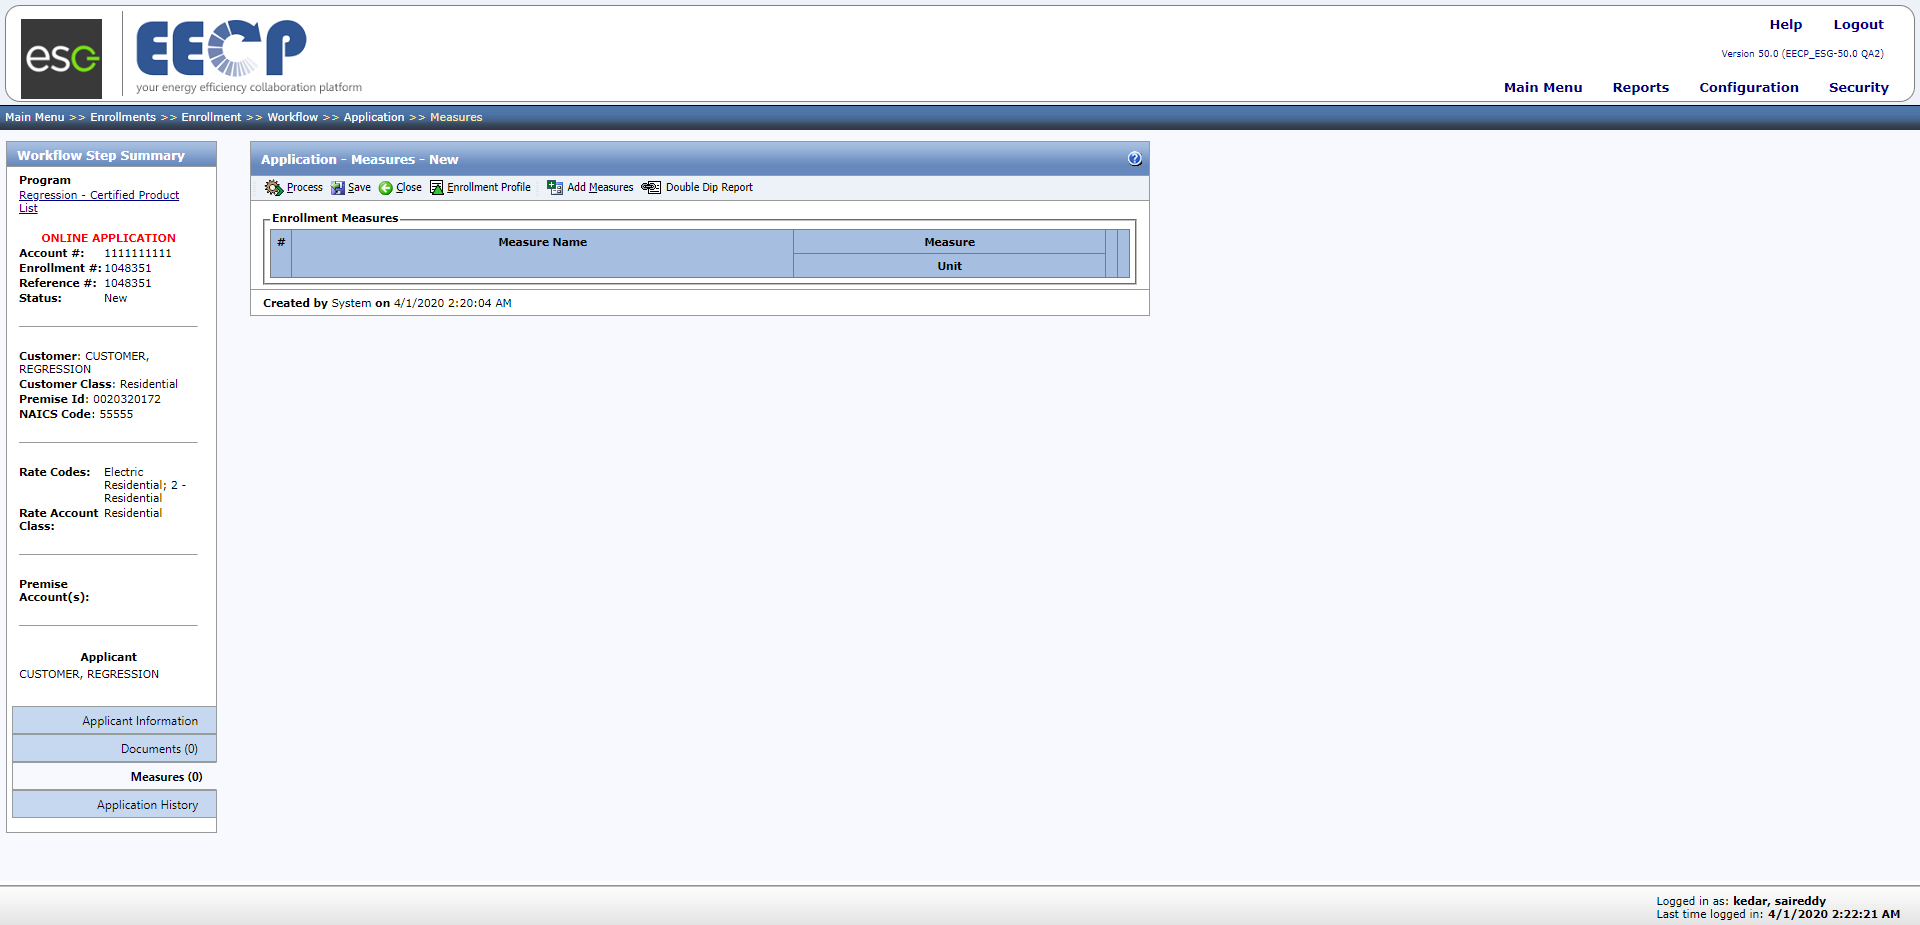 esg
EECP
your energy efficiency collaboration platform
Help Logout
Version 50.0 (EECP_ESG-50.0 QA2)
Main Menu Reports Configuration Security
Main Menu >> Enrollments >> Enrollment >> Workflow >> Application >> Measures
Workflow Step Summary
Program
Regression - Certified Product
List
ONLINE APPLICATION
Account #: 1111111111
Enrollment #: 1048351
Reference #: 1048351
Status: New
Customer: CUSTOMER,
REGRESSION
Customer Class: Residential
Premise Id: 0020320172
NAICS Code: 55555
Rate Codes: Electric
Residential; 2 -
Residential
Rate Account Residential
Class:
Premise
Account(s):
Applicant
CUSTOMER, REGRESSION
Applicant Information
Documents (0)
Measures (0)
Application History
Application - Measures - New
?
Process Save Close Enrollment Profile Add Measures Double Dip Report
Enrollment Measures
# Measure Name Measure
Unit
Created by System on 4/1/2020 2:20:04 AM
Logged in as: kedar, saireddy
Last time logged in: 4/1/2020 2:22:21 AM